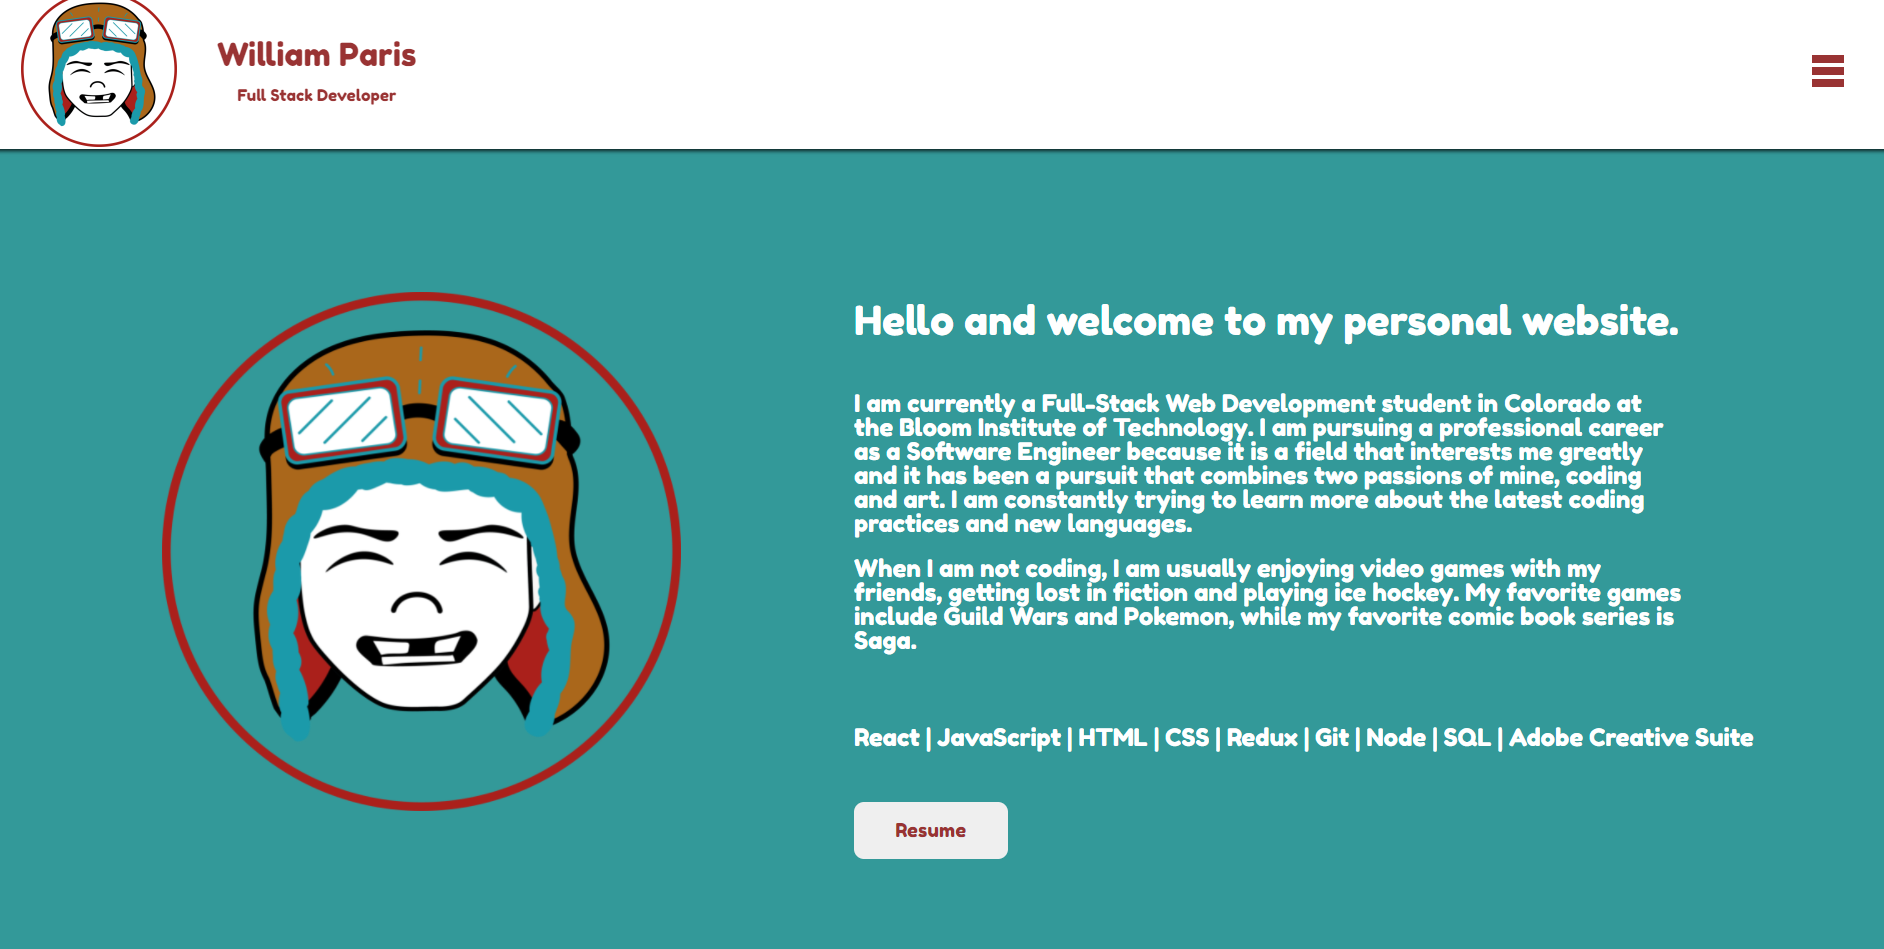 William Paris
Full Stack Developer
Hello and welcome to my personal website.
I am currently a Full-Stack Web Development student in Colorado at
the Bloom Institute of Technology. I am pursuing a professional career
as a Software Engineer because it is a field that interests me greatly
and it has been a pursuit that combines two passions of mine, coding
and art. I am constantly trying to learn more about the latest coding
practices and new languages.
When I am not coding, I am usually enjoying video games with my
friends, getting lost in fiction and playing ice hockey. My favorite games
include Guild Wars and Pokemon, while my favorite comic book series is
Saga.
React | JavaScript | HTML | CSS | Redux | Git | Node | SQL | Adobe Creative Suite
Resume